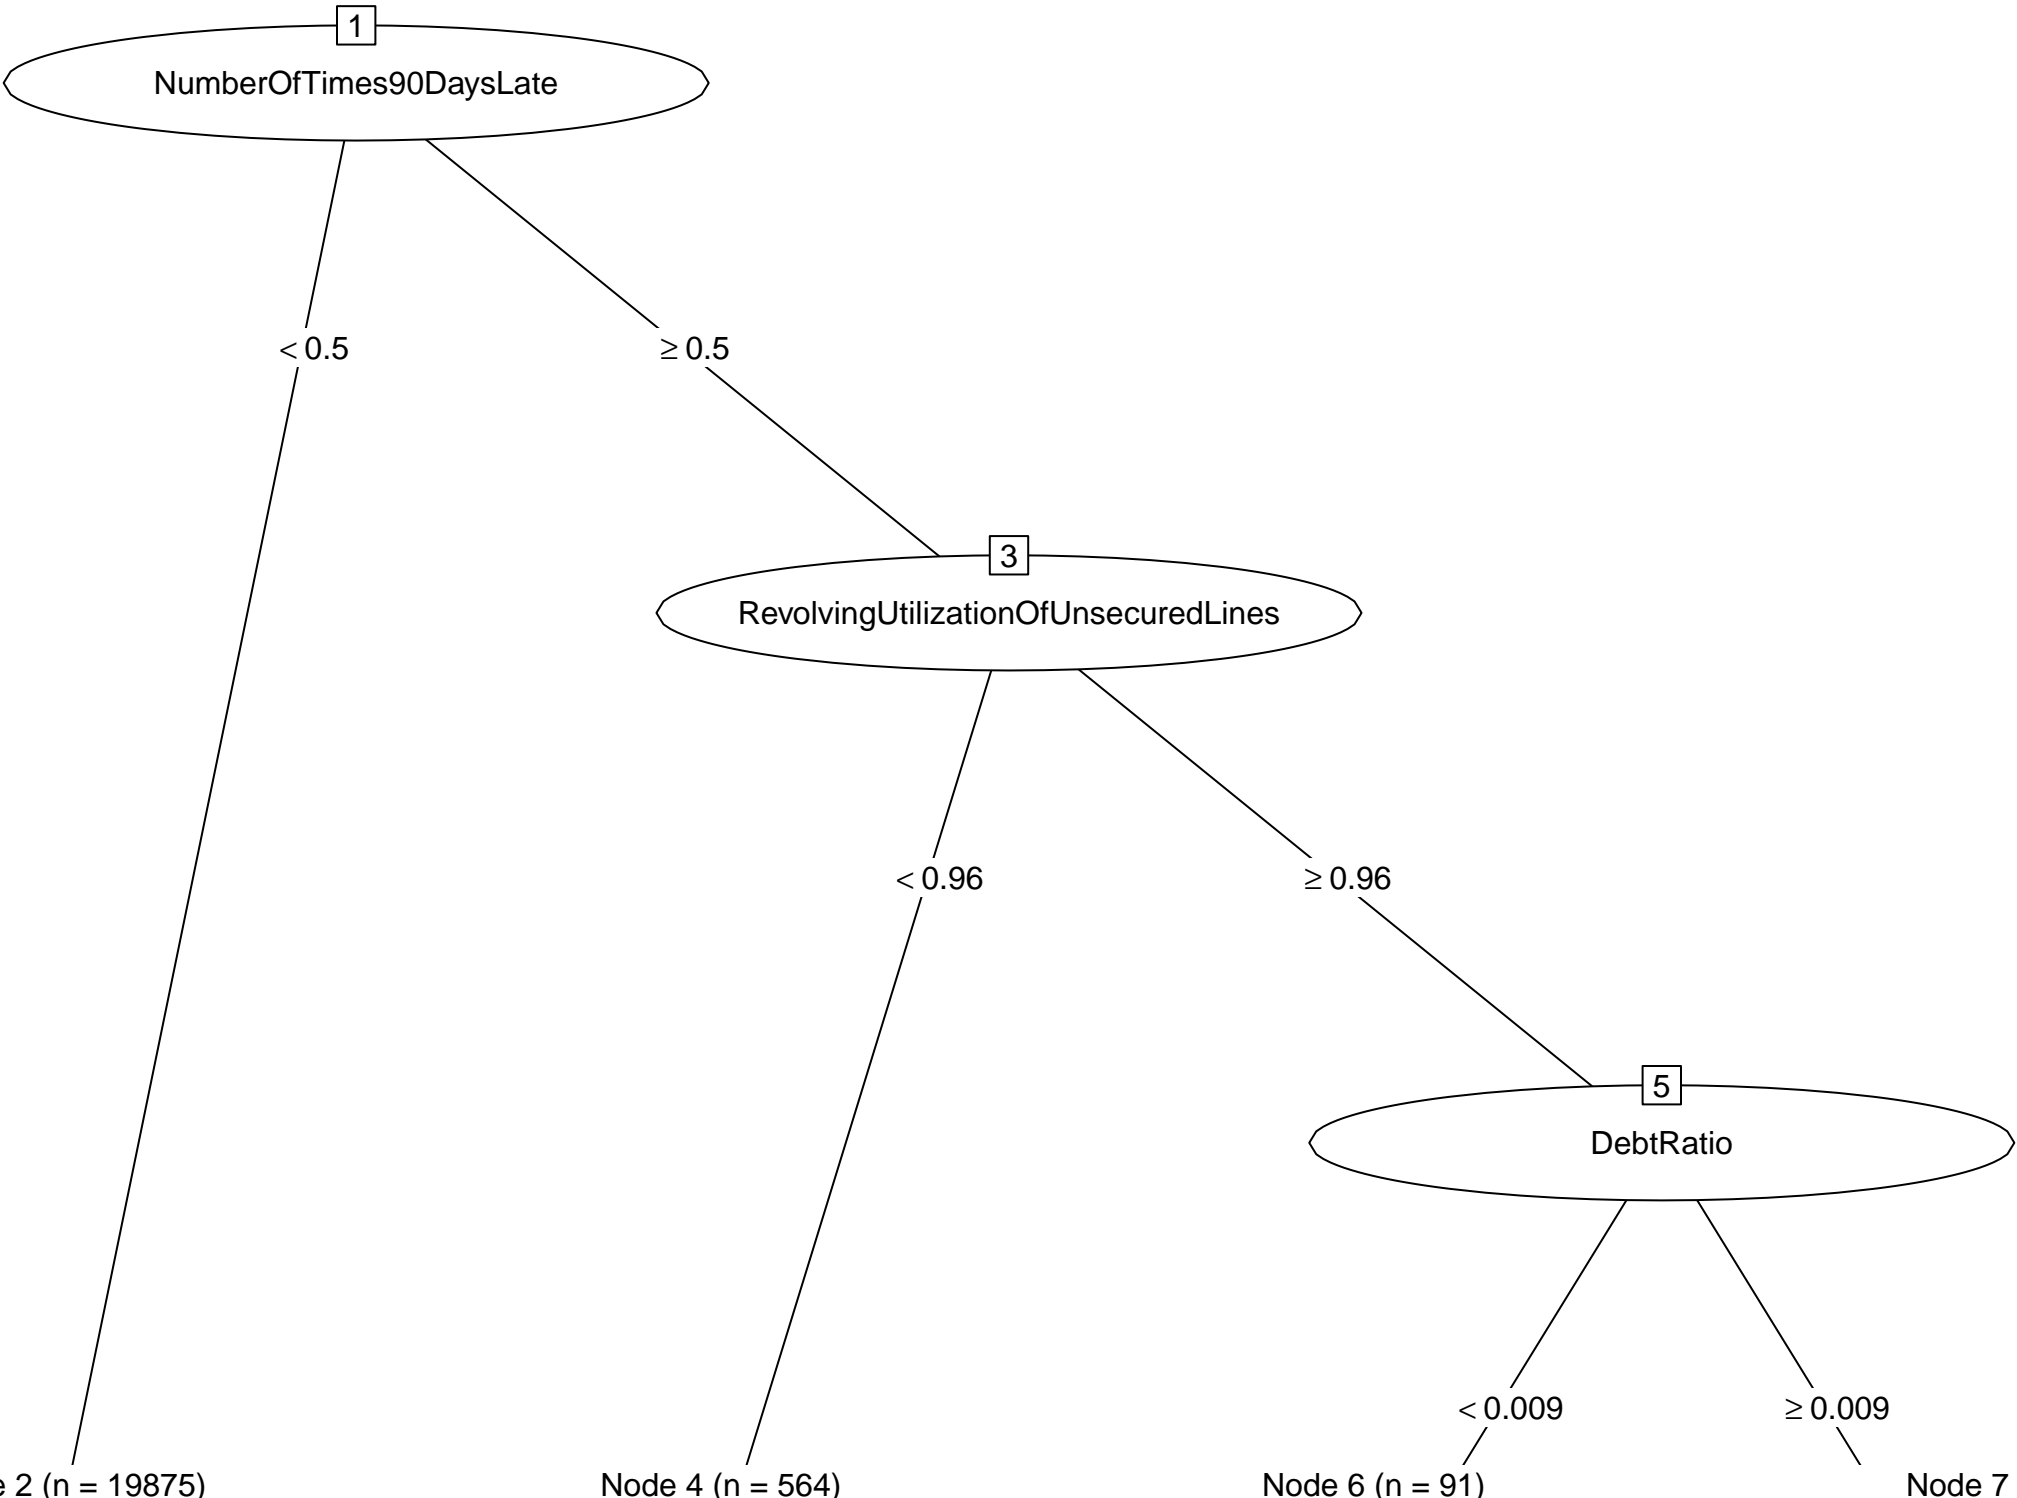 1
NumberOfTimes90DaysLate
< 0.5
≥ 0.5
3
RevolvingUtilizationOfUnsecuredLines
< 0.96
≥ 0.96
5
DebtRatio
< 0.009
≥ 0.009
e 2 (n = 19875)
Node 4 (n = 564)
Node 6 (n = 91)
Node 7